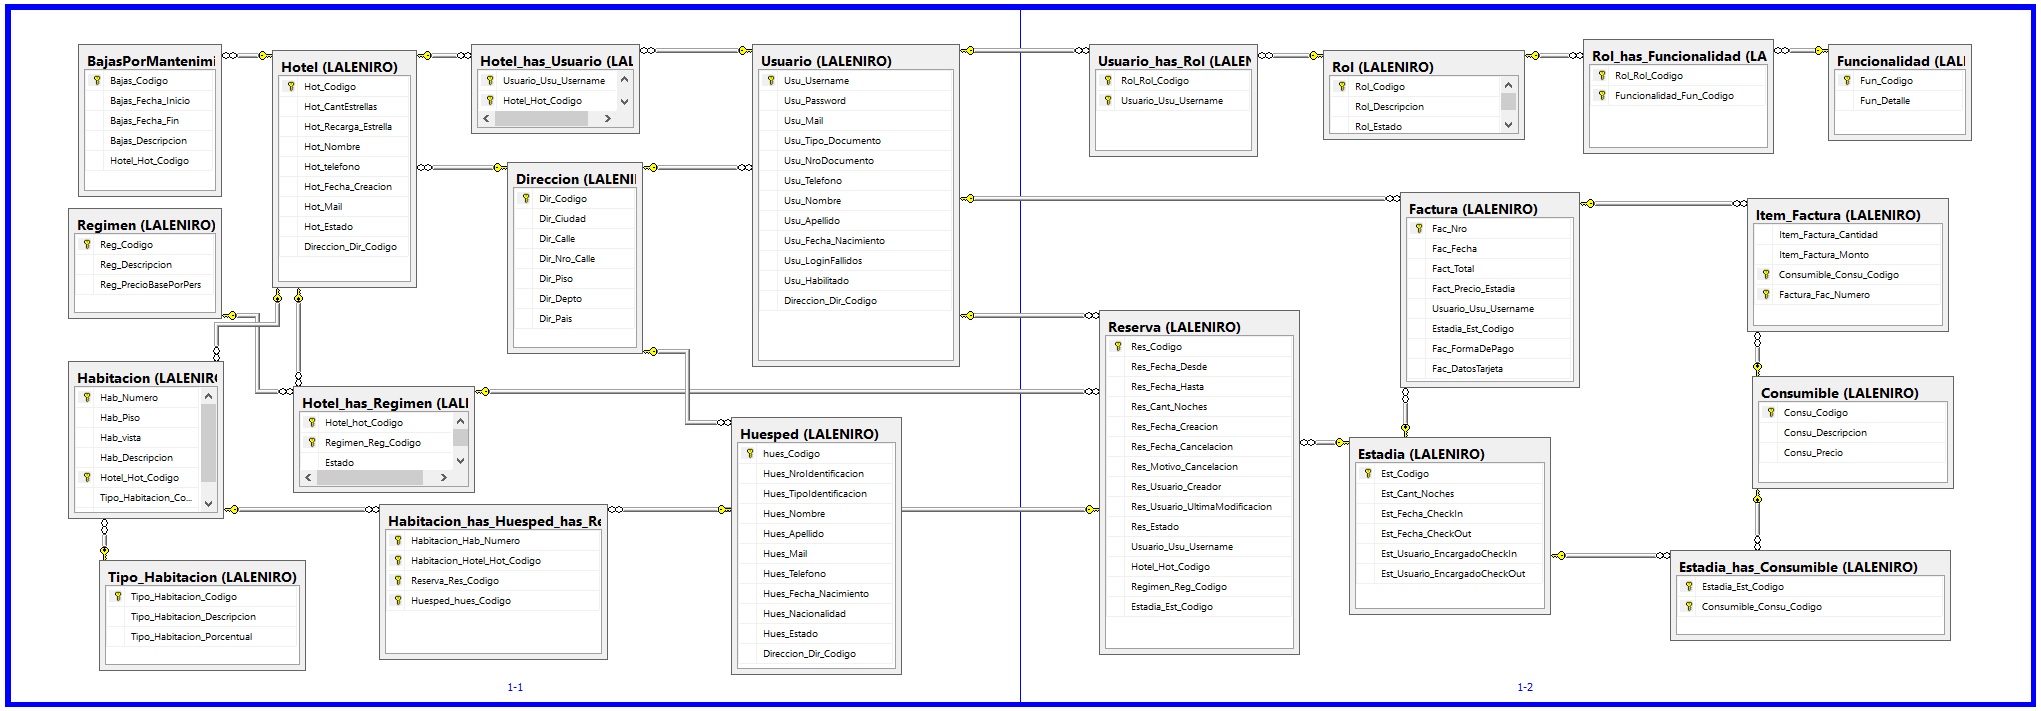 BajasPorMantenimi
Bajas_Codigo
Bajas_Fecha_Inicio
Bajas_Fecha_Fin
Bajas_Descripcion
Hotel_Hot_Codigo
Hotel (LALENIRO)
Hot_Codigo
Hot_CantEstrellas
Hot_Recarga_Estrella
Hot_Nombre
Hot_telefono
Hot_Fecha_Creacion
Hot_Mail
Hot_Estado
Direccion_Dir_Codigo
Hotel_has_Usuario (LAL
Usuario_Usu_Username
Hotel_Hot_Codigo
Usuario (LALENIRO)
Usu_Username
Usu_Password
Usu_Mail
Usu_Tipo_Documento
Usu_NroDocumento
Usu_Telefono
Usu_Nombre
Usu_Apellido
Usu_Fecha_Nacimiento
Usu_LoginFallidos
Usu_Habilitado
Direccion_Dir_Codigo
Usuario_has_Rol (LALEN
Rol_Rol_Codigo
Usuario_Usu_Username
Rol (LALENIRO)
Rol_Codigo
Rol_Descripcion
Rol_Estado
Rol_has_Funcionalidad (LA
Rol_Rol_Codigo
Funcionalidad_Fun_Codigo
Funcionalidad (LALI
Fun_Codigo
Fun_Detalle
Direccion (LALENI
Dir_Codigo
Dir_Ciudad
Dir_Calle
Dir_Nro_Calle
Dir_Piso
Dir_Depto
Dir_Pais
Regimen (LALENIRO)
Reg_Codigo
Reg_Descripcion
Reg_PrecioBasePorPers
Factura (LALENIRO)
Fac_Nro
Fac_Fecha
Fact_Total
Fact_Precio_Estadia
Usuario_Usu_Username
Estadia_Est_Codigo
Fac_FormaDePago
Fac_DatosTarjeta
Item_Factura (LALENIRO)
Item_Factura_Cantidad
Item_Factura_Monto
Consumible_Consu_Codigo
Factura_Fac_Numero
Reserva (LALENIRO)
Res_Codigo
Res_Fecha_Desde
Res_Fecha_Hasta
Res_Cant_Noches
Res_Fecha_Creacion
Res_Fecha_Cancelacion
Res_Motivo_Cancelacion
Res_Usuario_Creador
Res_Usuario_UltimaModificacion
Res_Estado
Usuario_Usu_Username
Hotel_Hot_Codigo
Regimen_Reg_Codigo
Estadia_Est_Codigo
Habitacion (LALENIR
Hab_Numero
Hab_Piso
Hab_vista
Hab_Descripcion
Hotel_Hot_Codigo
Tipo_Habitacion_Co...
Hotel_has_Regimen (LALI
Hotel_hot_Codigo
Regimen_Reg_Codigo
Estado
Consumible (LALENIRO)
Consu_Codigo
Consu_Descripcion
Consu_Precio
Huesped (LALENIRO)
hues_Codigo
Hues_NroIdentificacion
Hues_TipoIdentificacion
Hues_Nombre
Hues_Apellido
Hues_Mail
Hues_Telefono
Hues_Fecha_Nacimiento
Hues_Nacionalidad
Hues_Estado
Direccion_Dir_Codigo
Estadia (LALENIRO)
Est_Codigo
Est_Cant_Noches
Est_Fecha_CheckIn
Est_Fecha_CheckOut
Est_Usuario_EncargadoCheckIn
Est_Usuario_EncargadoCheckOut
Habitacion_has_Huesped_has_Re
Habitacion_Hab_Numero
Habitacion_Hotel_Hot_Codigo
Reserva_Res_Codigo
Huesped_hues_Codigo
Tipo_Habitacion (LALENIRO)
Tipo_Habitacion_Codigo
Tipo_Habitacion_Descripcion
Tipo_Habitacion_Porcentual
Estadia_has_Consumible (LALENIRO)
Estadia_Est_Codigo
Consumible_Consu_Codigo
1-1
1-2